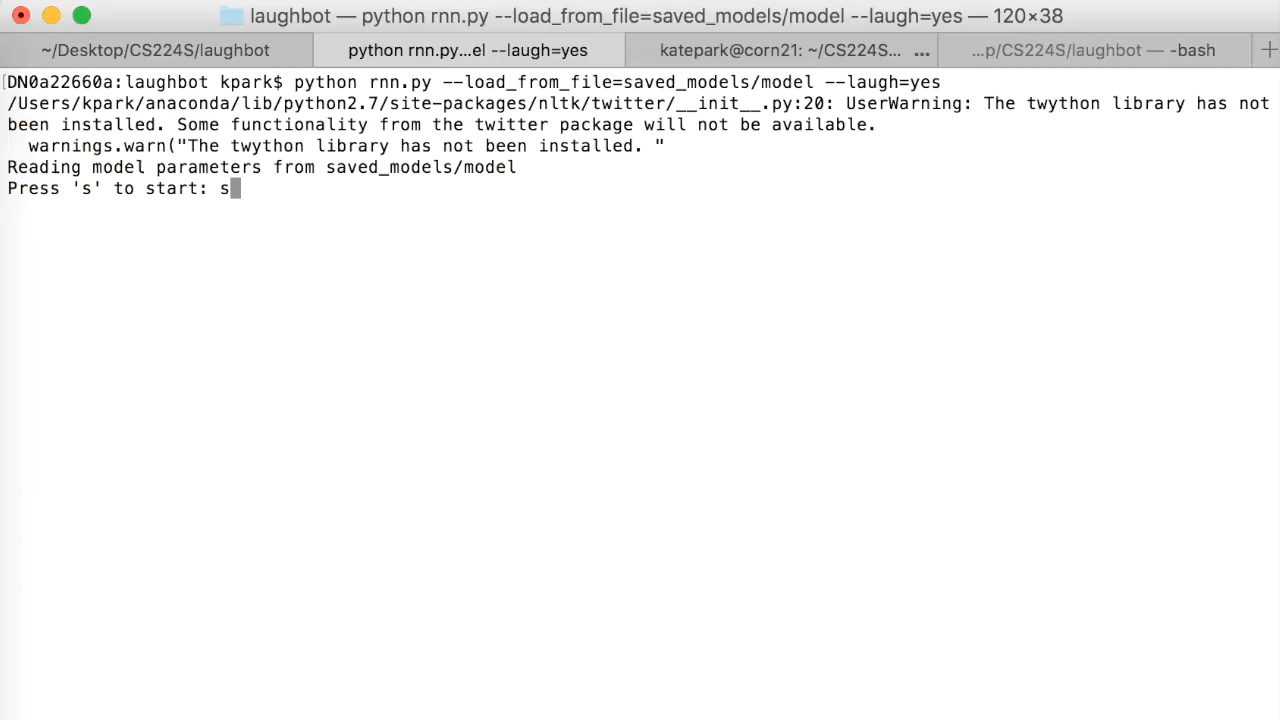 laughbot — python rnn.py --load_from_file=saved_models/model --laugh=yes — 120×38
~/Desktop/CS224S/laughbot
python rnn.py...el --laugh=yes
katepark@corn21: ~/CS224S... ...
...p/CS224S/laughbot — -bash
+
[DN0a22660a:laughbot kpark$ python rnn.py --load_from_file=saved_models/model --laugh=yes
/Users/kpark/anaconda/lib/python2.7/site-packages/nltk/twitter/__init__.py:20: UserWarning: The twython library has not
been installed. Some functionality from the twitter package will not be available.
warnings.warn("The twython library has not been installed. "
Reading model parameters from saved_models/model
Press 's' to start: s